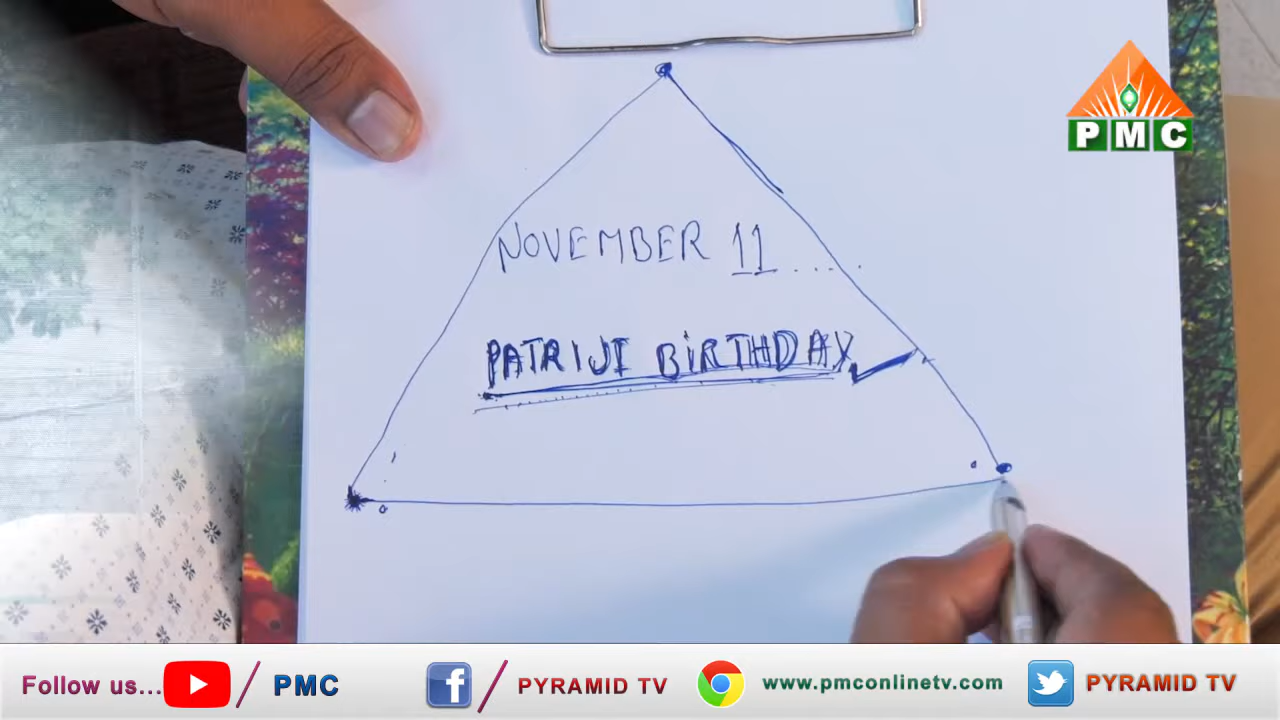 PMC
NOVEMBER 11 .....
PATRIJI BiRTHDAY
Follow us... PMC PYRAMID TV www.pmconlinetv.com PYRAMID TV